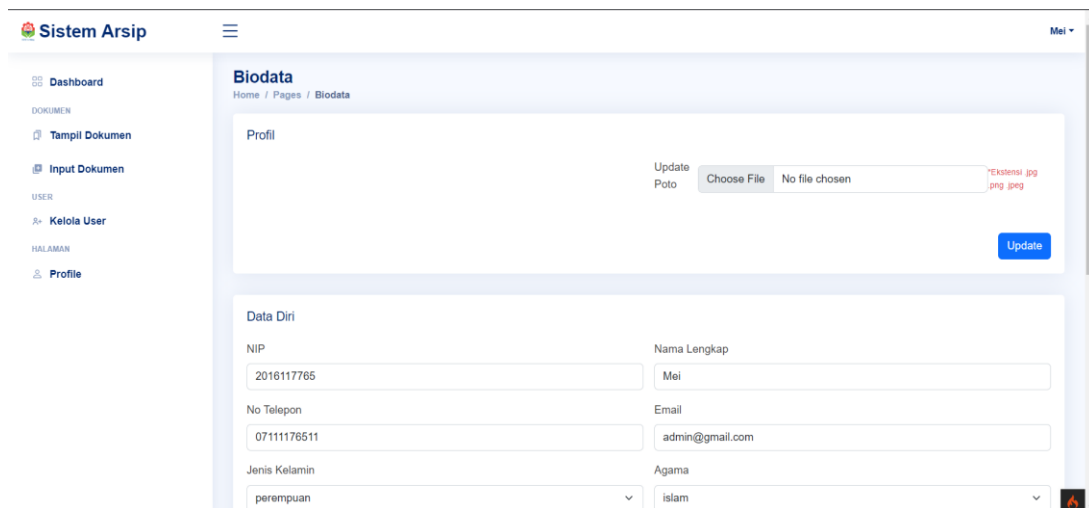 Sistem Arsip
Mei
Dashboard
DOKUMEN
Tampil Dokumen
Input Dokumen
USER
Kelola User
HALAMAN
Profile
Biodata
Home / Pages / Biodata
Profil
Update
Poto
Choose File No file chosen
*Ekstensi .jpg
.png .jpeg
Update
Data Diri
NIP
2016117765
Nama Lengkap
Mei
No Telepon
07111176511
Email
admin@gmail.com
Jenis Kelamin
perempuan
Agama
islam